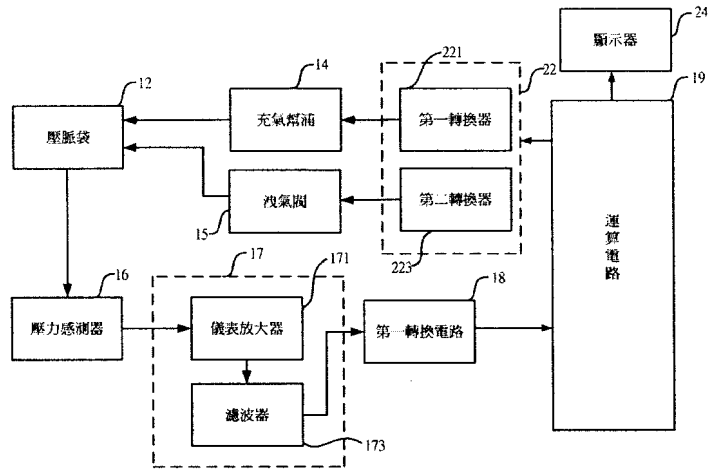 24
顯示器
14
221
22
19
12
充氣幫浦
第一轉換器
壓脈袋
洩氣閥
第二轉換器
15
223
運算電路
17
171
18
16
壓力感測器
儀表放大器
第一轉換電路
濾波器
173